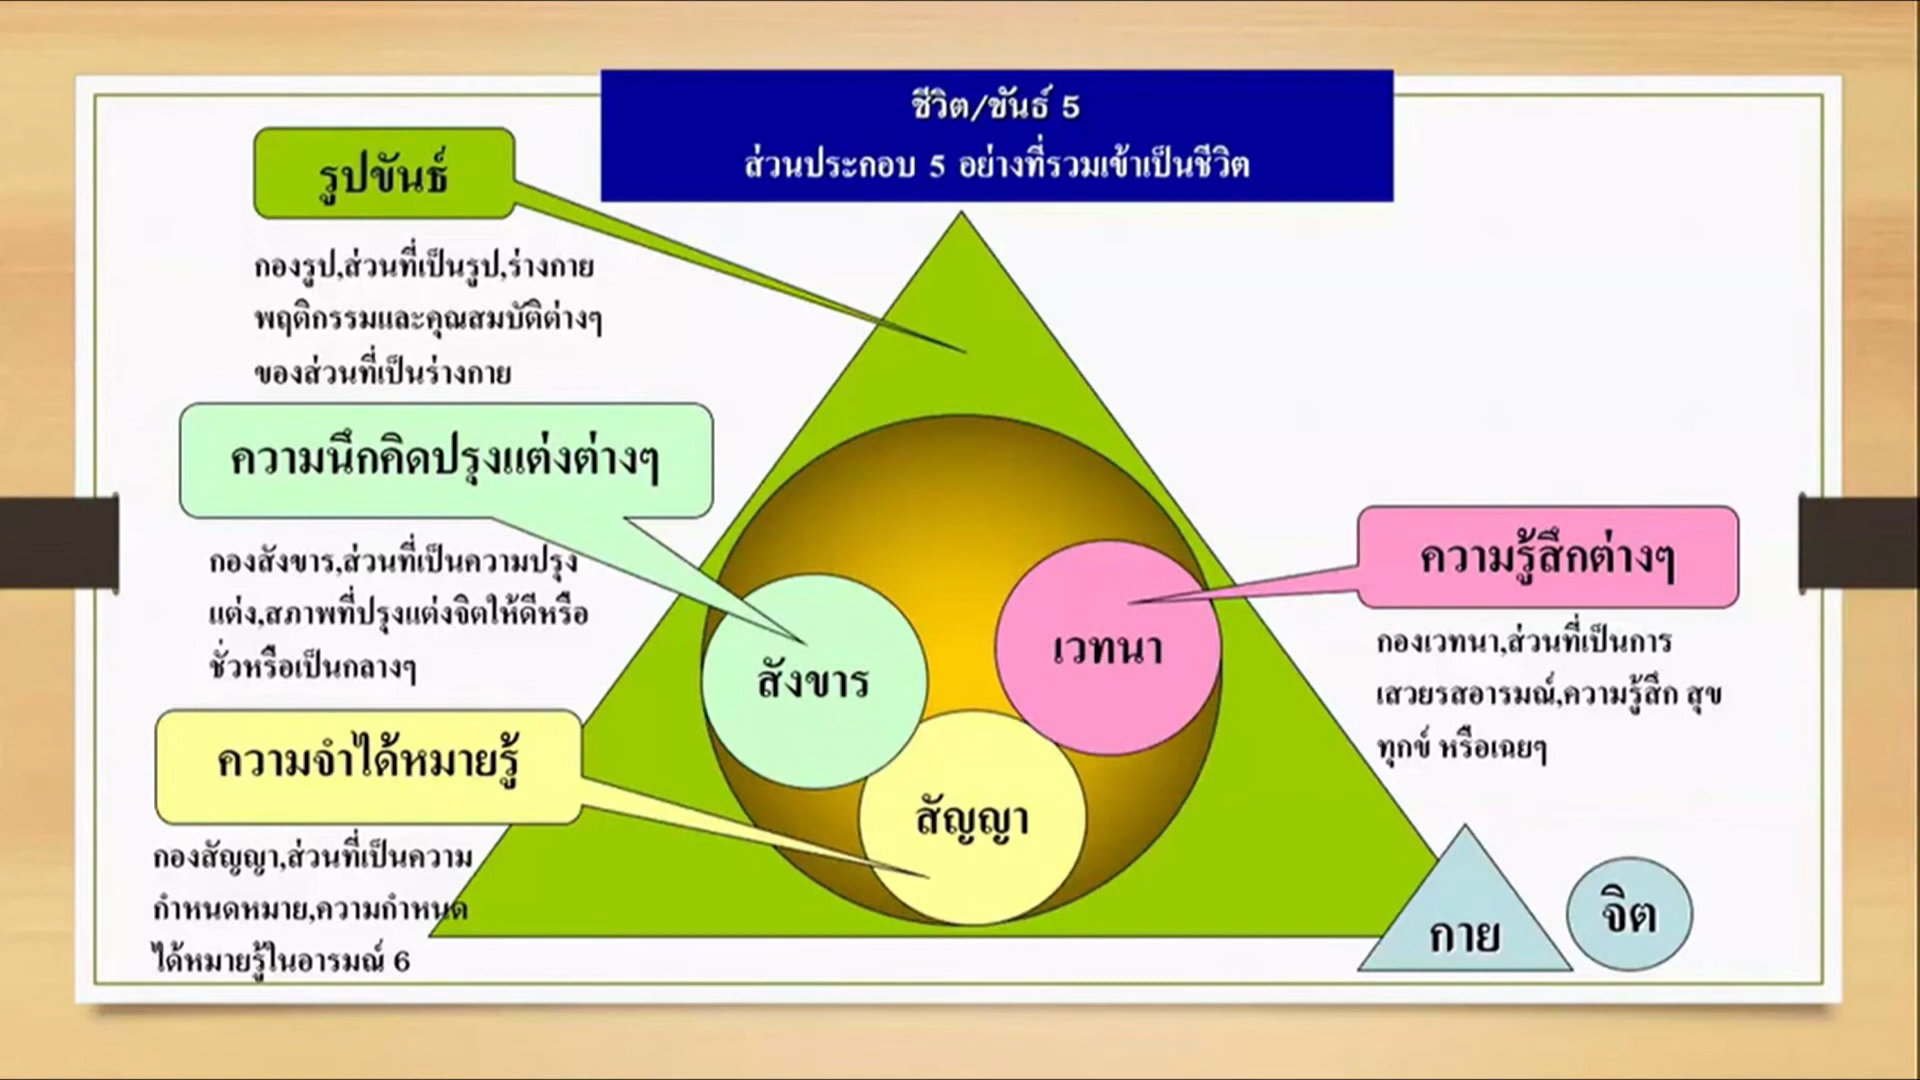 ชีวิต/ขันธ์ 5
ส่วนประกอบ 5 อย่างที่รวมเข้าเป็นชีวิต
รูปขันธ์
กองรูป,ส่วนที่เป็นรูป,ร่างกาย
พฤติกรรมและคุณสมบัติต่างๆ
ของส่วนที่เป็นร่างกาย
ความนึกคิดปรุงแต่งต่างๆ
กองสังขาร,ส่วนที่เป็นความปรุง
แต่ง,สภาพที่ปรุงแต่งจิตให้ดีหรือ
ชั่วหรือเป็นกลางๆ
ความจำได้หมายรู้
กองสัญญา,ส่วนที่เป็นความ
กำหนดหมาย,ความกำหนด
ได้หมายรู้ในอารมณ์ 6
สังขาร
เวทนา
สัญญา
ความรู้สึกต่างๆ
กองเวทนา,ส่วนที่เป็นการ
เสวยรสอารมณ์,ความรู้สึก สุข
ทุกข์ หรือเฉยๆ
กาย
จิต